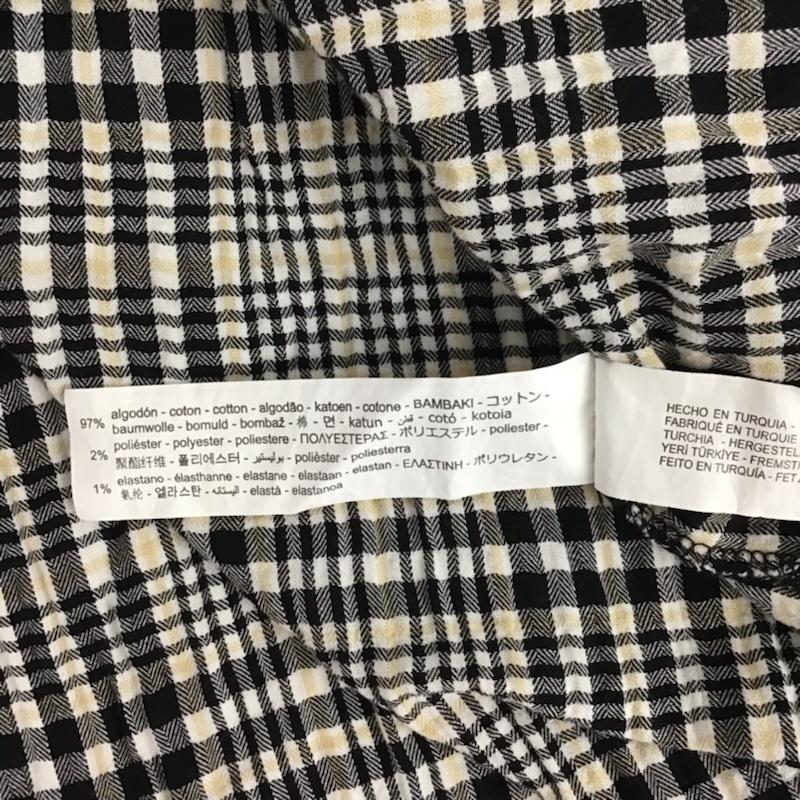 97% algodón - coton - cotton - algodão - katoen - cotone - BAMBAKI - コットン -
baumwolle - bomuld - bombaž - 棉 - 면 - katun - قطن - cotó - kotoia
2% poliéster - polyester - poliestere - ΠΟΛΥΕΣΤΕΡΑΣ - ポリエステル - poliester -
聚酯纤维 - 폴리에스터 - بوليستير - polièster - poliesterra
1% elastano - élasthanne - elastane - elastaan - elastan - ΕΛΑΣΤΙΝΗ - ポリウレタン -
氨纶 - 엘라스탄 - اليستانه - elastà - elastanoa
HECHO EN TURQUIA -
FABRIQUÉ EN TURQUIE
TURCHIA - HERGESTELL
YERİ TÜRKİYE - FREMST
FEITO EN TURQUÍA - FET